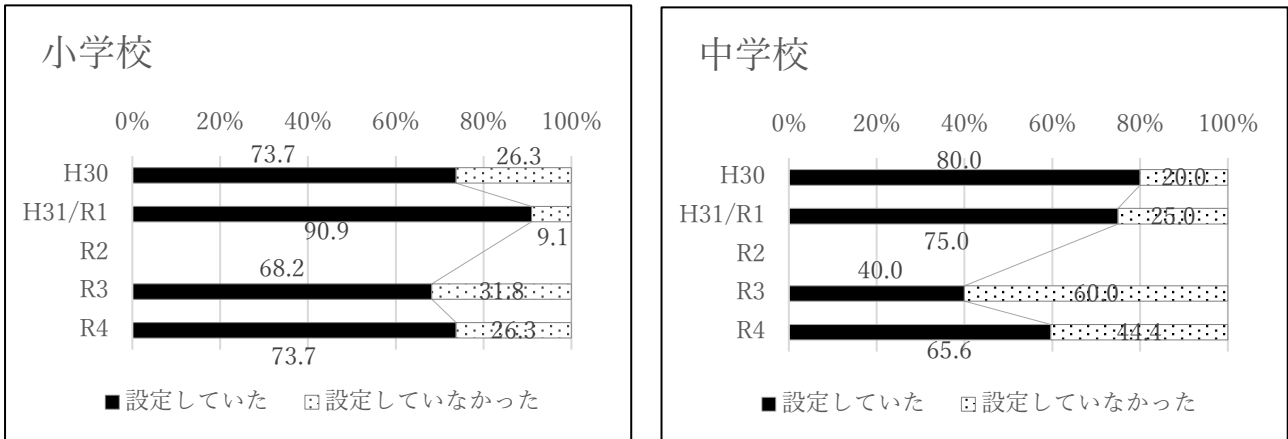 小学校
0% 20% 40% 60% 80% 100%
73.7 26.3
H30
H31/R1
90.9 9.1
R2
68.2
R3 31.8
R4 26.3
73.7
■設定していた □設定していなかった
中学校
0% 20% 40% 60% 80% 100%
80.0
H30 20.0
H31/R1 25.0
75.0
R2
40.0
R3 60.0
R4 44.4
65.6
■設定していた □設定していなかった